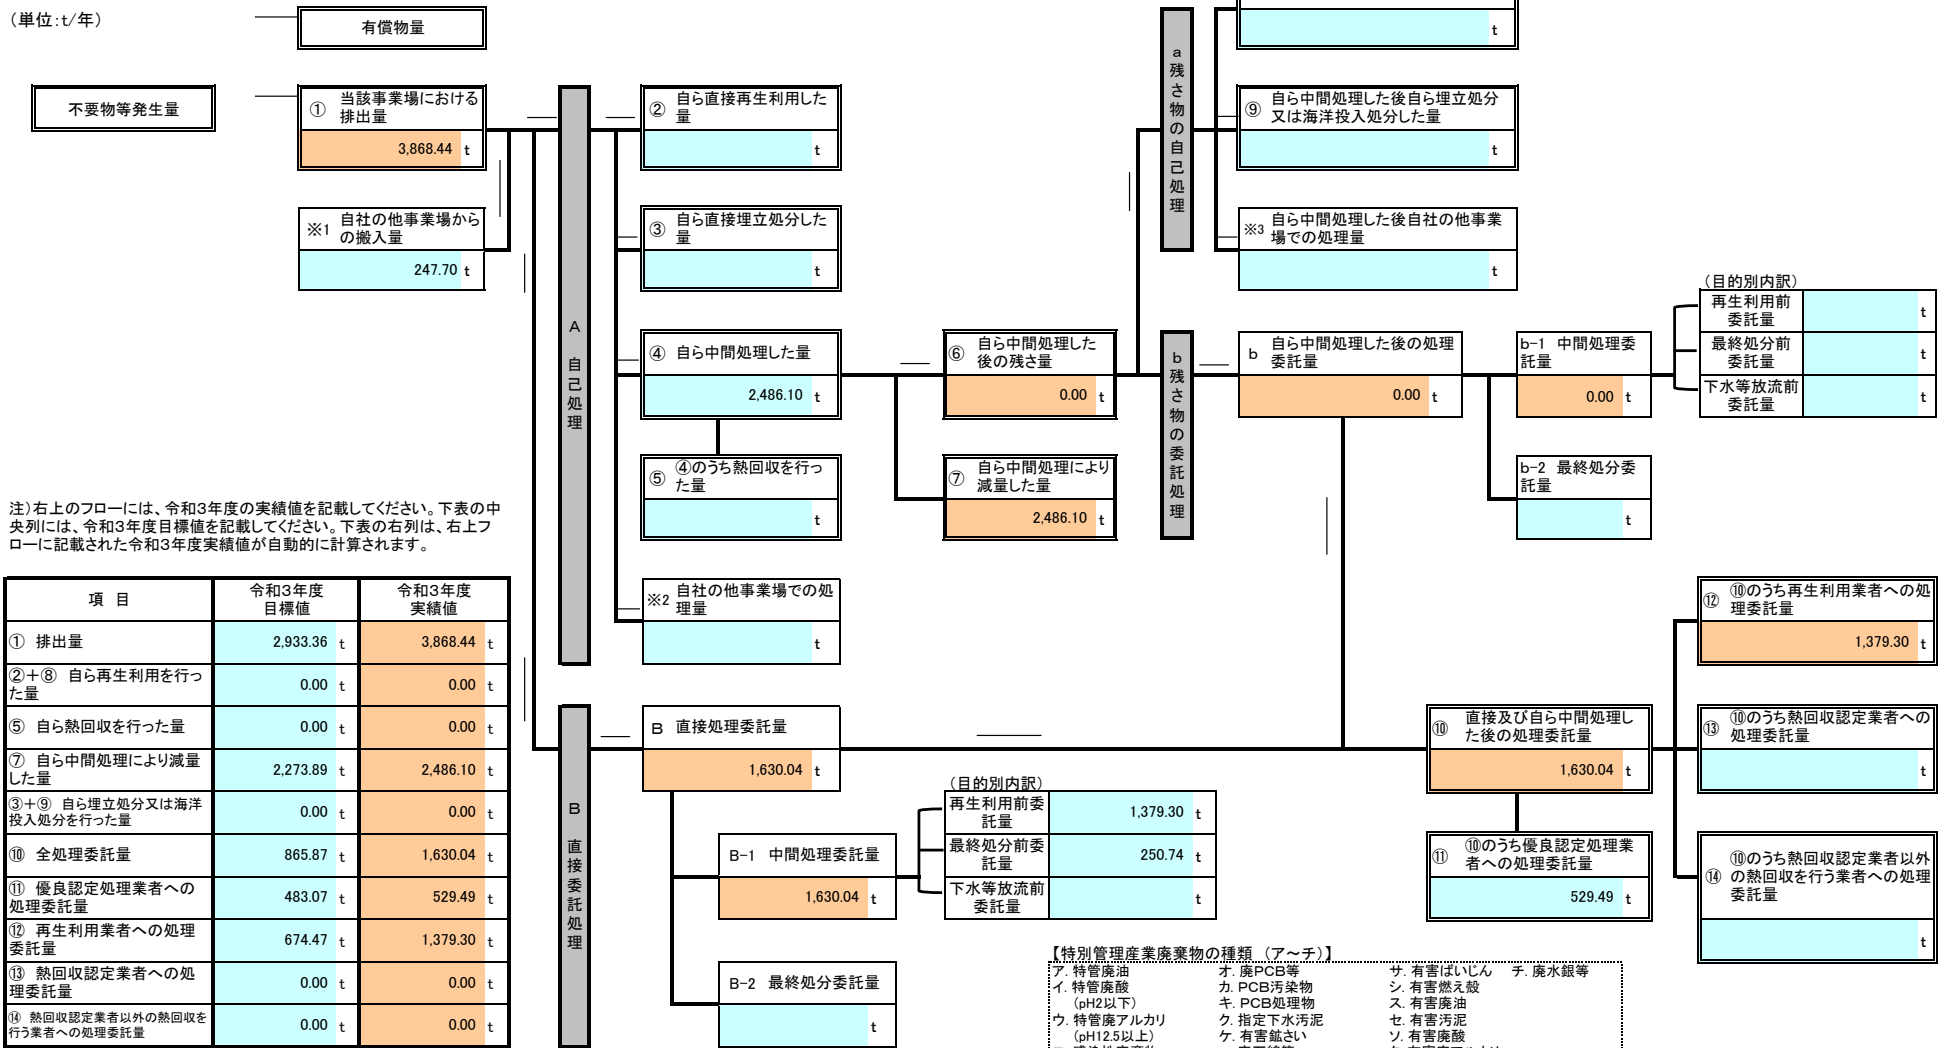 (単位:t/年)
有償物量
不要物等発生量
① 当該事業場における
排出量
3,868.44 t
※1 自社の他事業場から
の搬入量
247.70 t
A 自己処理
② 自ら直接再生利用した
量
t
③ 自ら直接埋立処分した
量
t
④ 自ら中間処理した量
2,486.10 t
⑤ ④のうち熱回収を行っ
た量
t
※2 自社の他事業場での処
理量
t
⑥ 自ら中間処理した
後の残さ量
0.00 t
⑦ 自ら中間処理により
減量した量
2,486.10 t
a 残さ物の自己処理
t
⑨ 自ら中間処理した後自ら埋立処分
又は海洋投入処分した量
t
※3 自ら中間処理した後自社の他事業
場での処理量
t
b 残さ物の委託処理
b 自ら中間処理した後の処理
委託量
0.00 t
b-1 中間処理委
託量
0.00 t
b-2 最終処分委
託量
t
(目的別内訳)
再生利用前
委託量
t
最終処分前
委託量
t
下水等放流前
委託量
t
注)右上のフローには、令和3年度の実績値を記載してください。下表の中
央列には、令和3年度目標値を記載してください。下表の右列は、右上フ
ローに記載された令和3年度実績値が自動的に計算されます。
項 目
令和3年度
目標値
令和3年度
実績値
① 排出量 2,933.36 t 3,868.44 t
②+⑧ 自ら再生利用を行っ
た量
0.00 t 0.00 t
⑤ 自ら熱回収を行った量 0.00 t 0.00 t
⑦ 自ら中間処理により減量
した量
2,273.89 t 2,486.10 t
③+⑨ 自ら埋立処分又は海洋
投入処分を行った量
0.00 t 0.00 t
⑩ 全処理委託量 865.87 t 1,630.04 t
⑪ 優良認定処理業者への
処理委託量
483.07 t 529.49 t
⑫ 再生利用業者への処理
委託量
674.47 t 1,379.30 t
⑬ 熱回収認定業者への処
理委託量
0.00 t 0.00 t
⑭ 熱回収認定業者以外の熱回収を
行う業者への処理委託量
0.00 t 0.00 t
B 直接委託処理
B 直接処理委託量
1,630.04 t
B-1 中間処理委託量
1,630.04 t
B-2 最終処分委託量
t
(目的別内訳)
再生利用前委
託量
1,379.30 t
最終処分前委
託量
250.74 t
下水等放流前
委託量
t
⑩ 直接及び自ら中間処理し
た後の処理委託量
1,630.04 t
⑪ ⑩のうち優良認定処理業
者への処理委託量
529.49 t
⑫ ⑩のうち再生利用業者への処
理委託量
1,379.30 t
⑬ ⑩のうち熱回収認定業者への
処理委託量
t
⑭ ⑩のうち熱回収認定業者以外
の熱回収を行う業者への処理
委託量
t
【特別管理産業廃棄物の種類 (ア～チ)】
ア. 特管廃油 オ. 廃PCB等 サ. 有害ばいじん チ. 廃水銀等
イ. 特管廃酸 カ. PCB汚染物 シ. 有害燃え殻
(pH2以下) キ. PCB処理物 ス. 有害廃油
ウ. 特管廃アルカリ ク. 指定下水汚泥 セ. 有害汚泥
(pH12.5以上) ケ. 有害鉱さい ソ. 有害廃酸